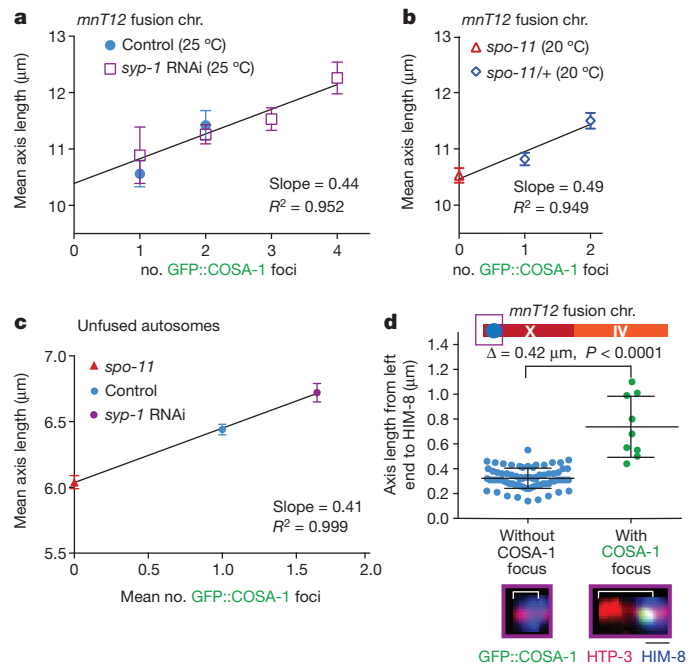 a
mnT12 fusion chr.
Control (25 ºC)
syp-1 RNAi (25 ºC)
Mean axis length (μm)
13
12
11
10
Slope = 0.44
R² = 0.952
0 1 2 3 4
no. GFP::COSA-1 foci
b
mnT12 fusion chr.
spo-11 (20 ºC)
spo-11/+ (20 ºC)
Mean axis length (μm)
13
12
11
10
Slope = 0.49
R² = 0.949
0 1 2
no. GFP::COSA-1 foci
c
Unfused autosomes
spo-11
Control
syp-1 RNAi
Mean axis length (μm)
7.0
6.5
6.0
5.5
Slope = 0.41
R² = 0.999
0 0.5 1.0 1.5 2.0
Mean no. GFP::COSA-1 foci
d
mnT12 fusion chr.
X IV
Δ = 0.42 μm, P < 0.0001
Axis length from left
end to HIM-8 (μm)
1.4
1.2
1.0
0.8
0.6
0.4
0.2
0.0
Without
COSA-1
focus
With
COSA-1
focus
GFP::COSA-1 HTP-3 HIM-8